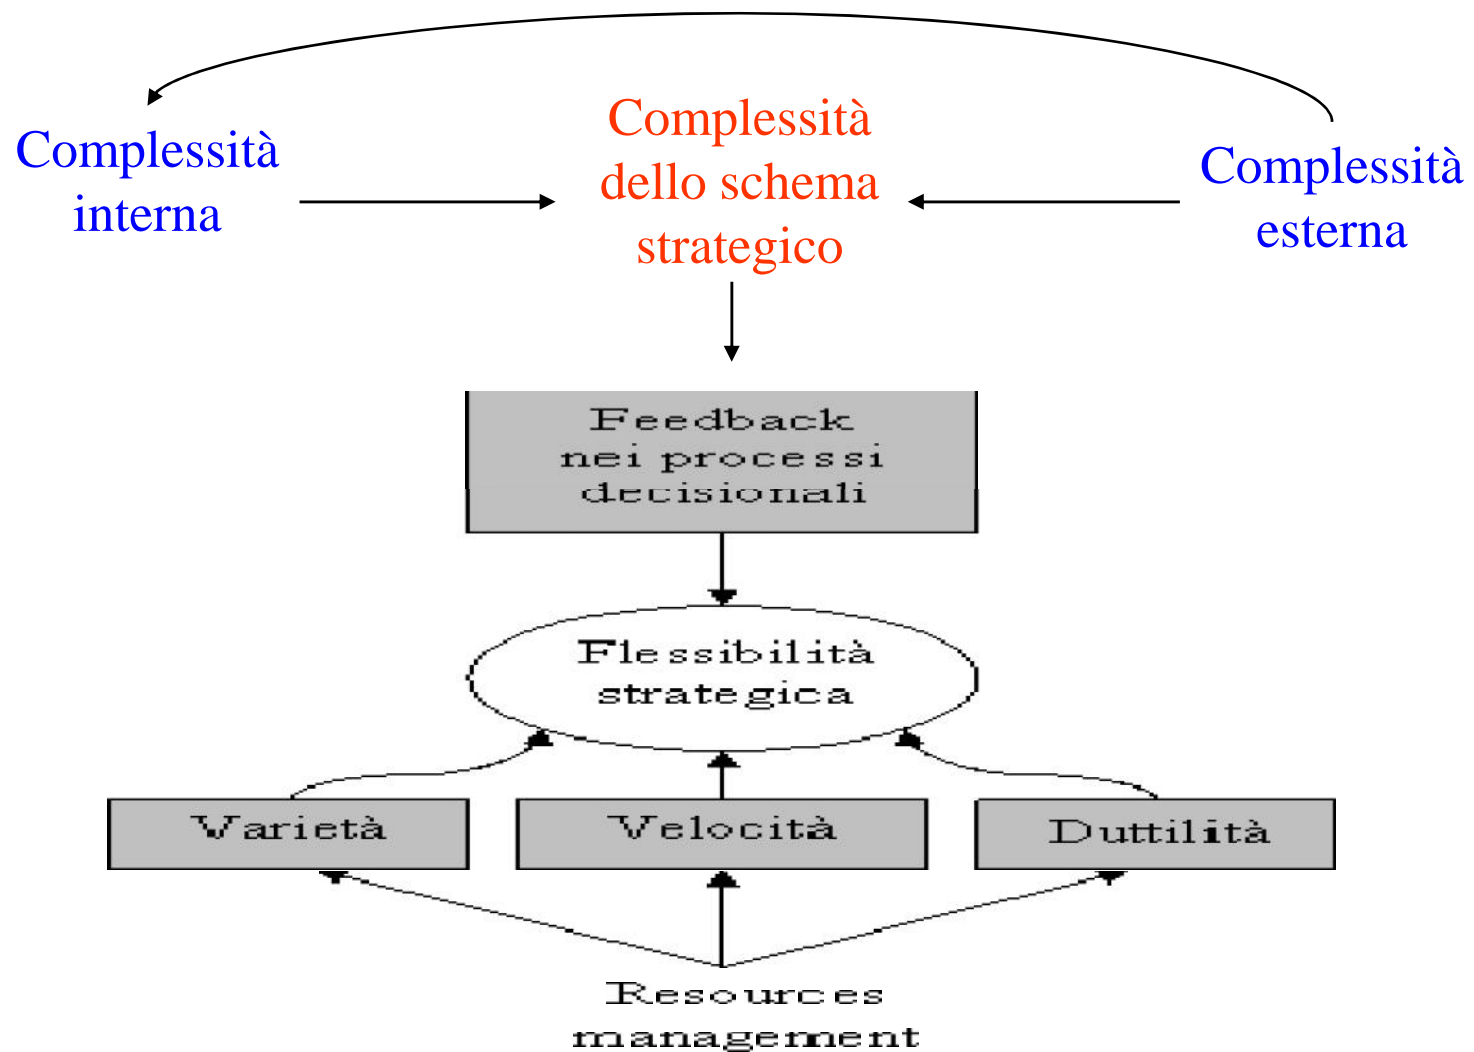 Complessità
interna
Complessità
dello schema
strategico
Complessità
esterna
Feedback
nei processi
decisionali
Flessibilità
strategica
Varietà
Velocità
Duttilità
Resources
management